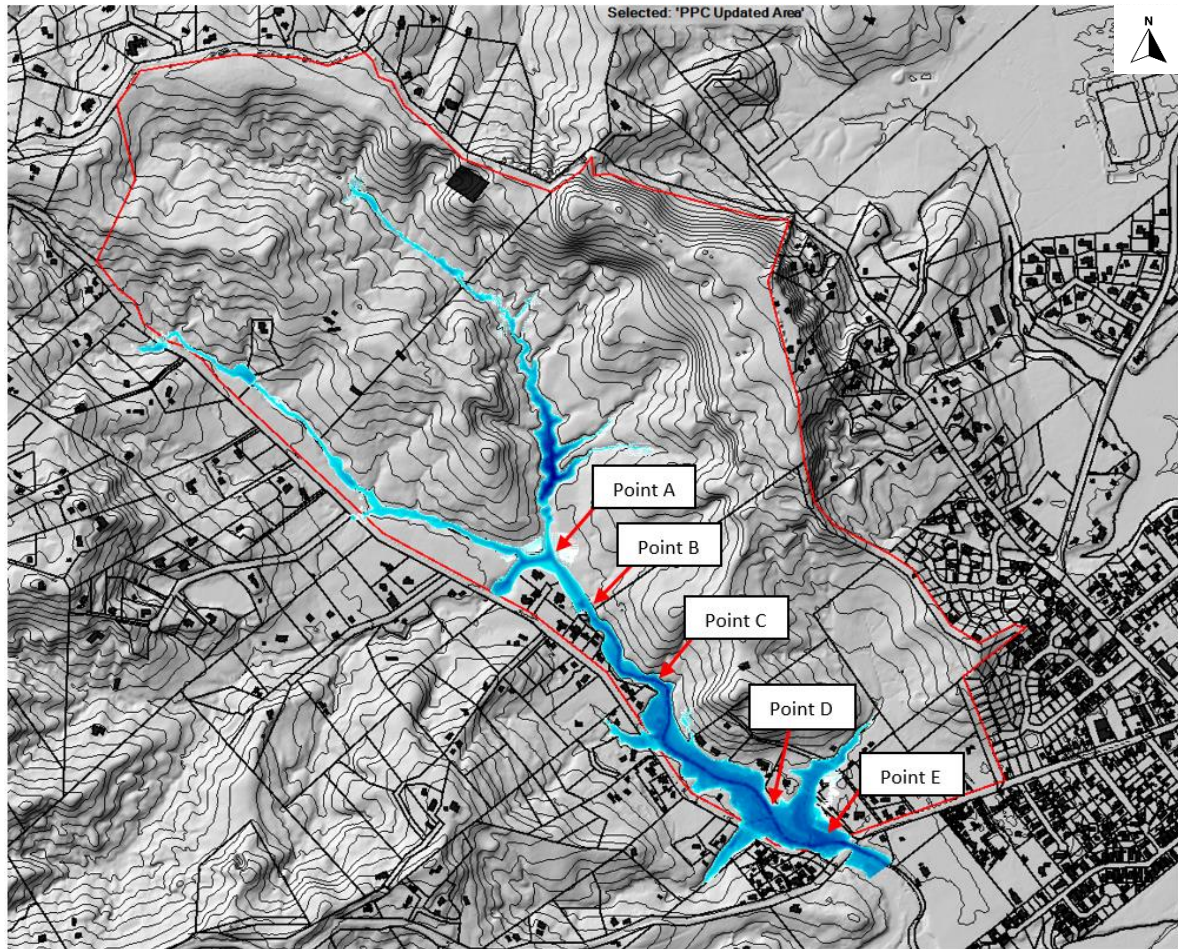 Selected: 'PPC Updated Area'
N
Point A
Point B
Point C
Point D
Point E